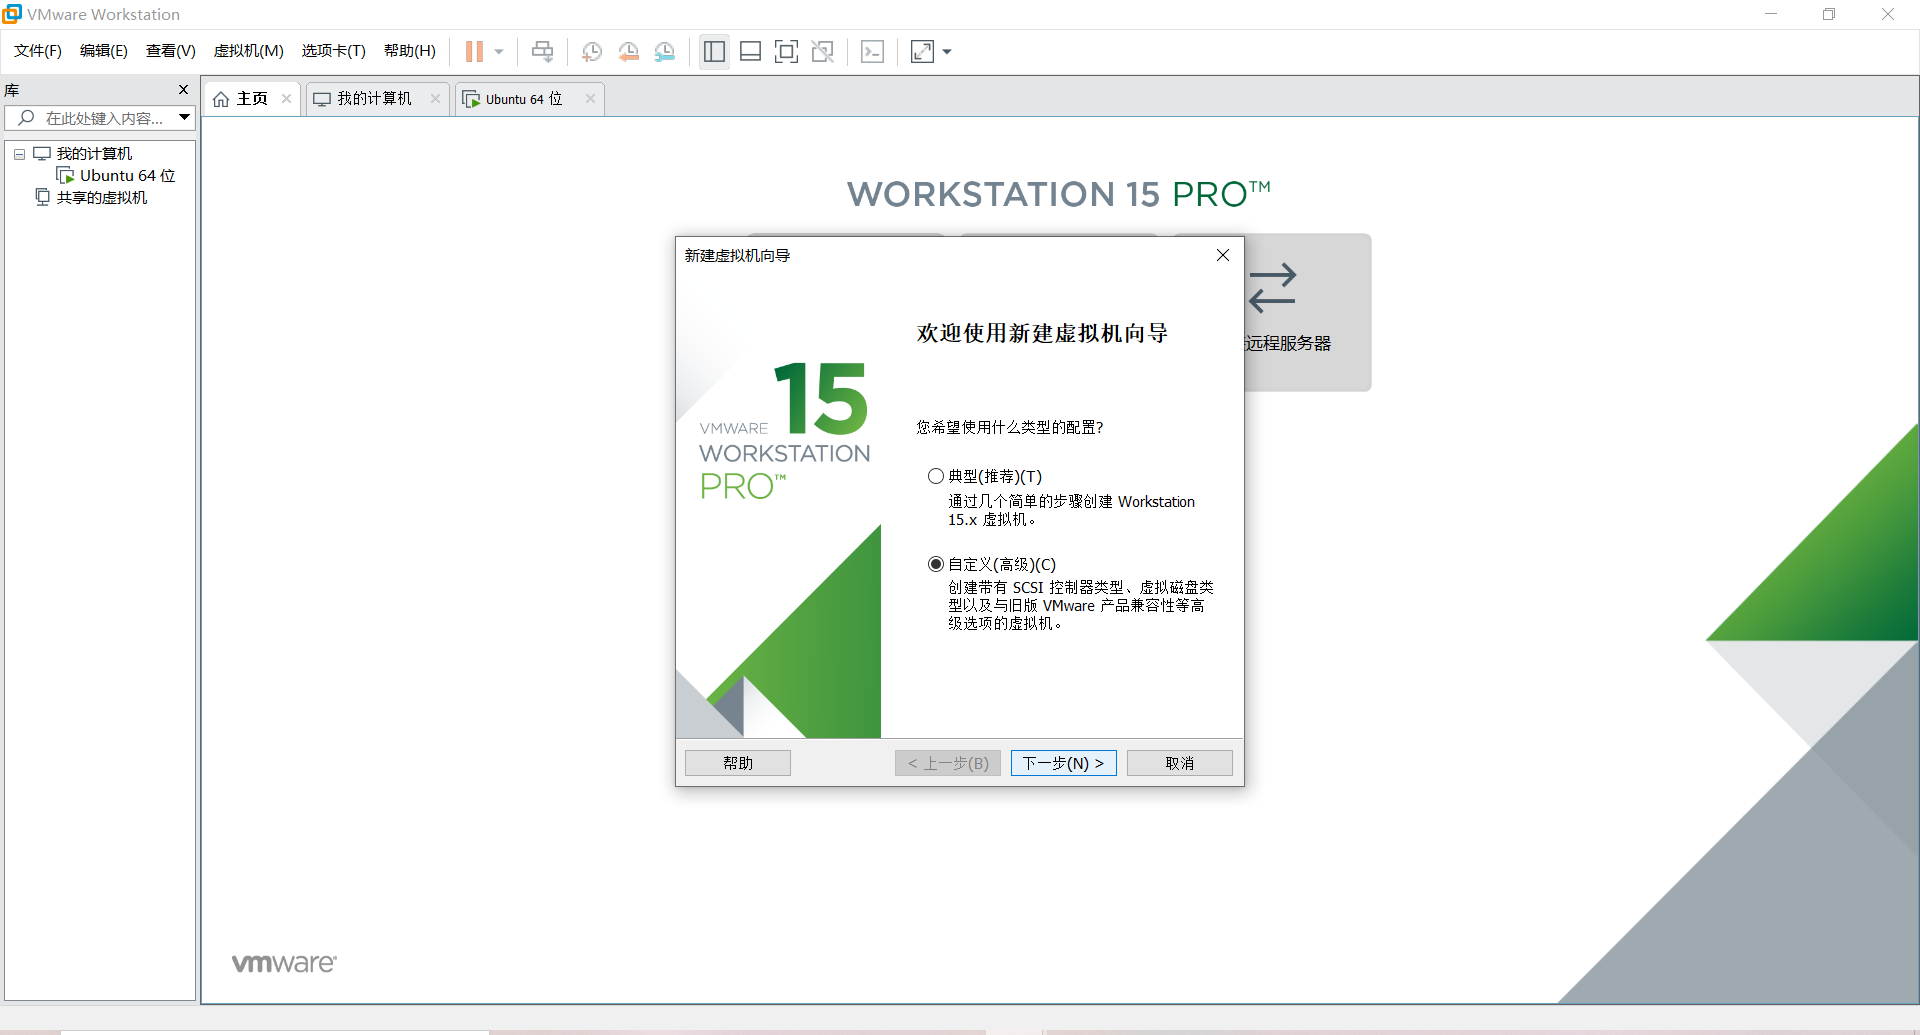 VMware Workstation
文件(F) 编辑(E) 查看(V) 虚拟机(M) 选项卡(T) 帮助(H)
库
在此处键入内容...
我的计算机
Ubuntu 64 位
共享的虚拟机
主页
我的计算机
Ubuntu 64 位
WORKSTATION 15 PRO™
远程服务器
新建虚拟机向导
15
VMWARE
WORKSTATION
PRO™
欢迎使用新建虚拟机向导
您希望使用什么类型的配置?
典型(推荐)(T)
通过几个简单的步骤创建 Workstation
15.x 虚拟机。
自定义(高级)(C)
创建带有 SCSI 控制器类型、虚拟磁盘类
型以及与旧版 VMware 产品兼容性等高
级选项的虚拟机。
帮助
< 上一步(B)
下一步(N) >
取消
vmware